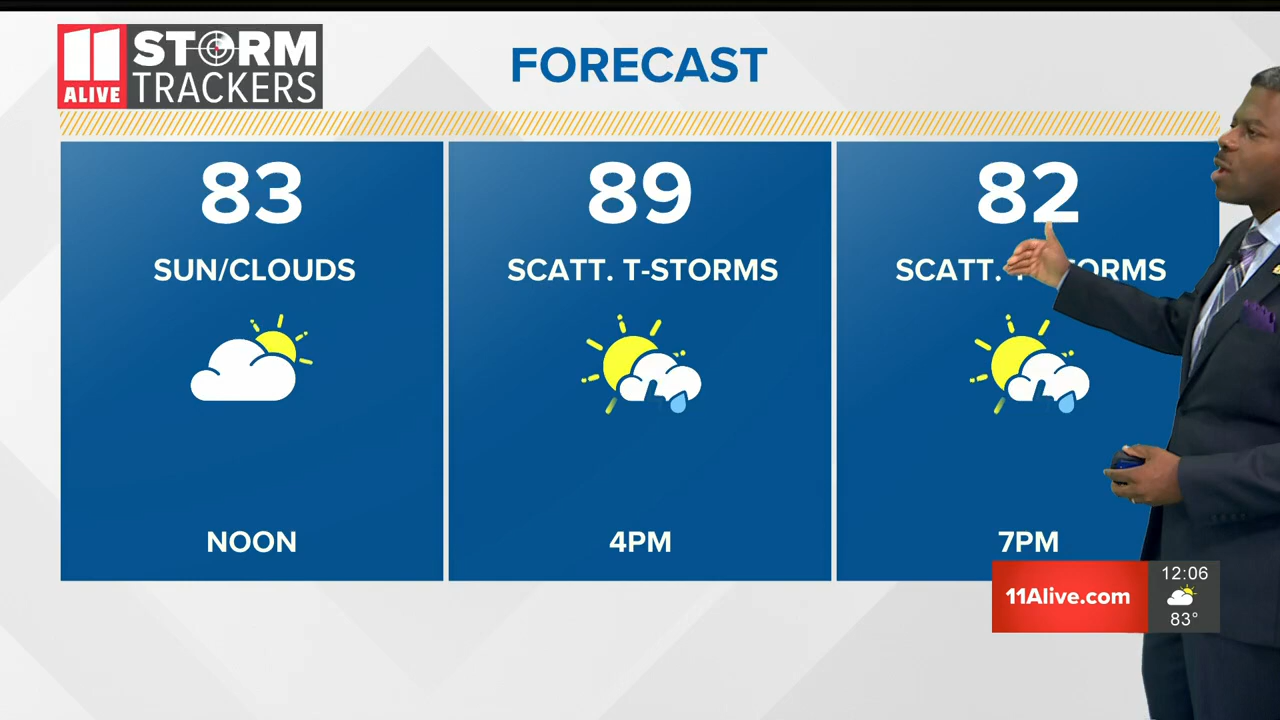 11
ALIVE
STORM
TRACKERS
FORECAST
83
SUN/CLOUDS
NOON
89
SCATT. T-STORMS
4PM
82
SCATT. T-STORMS
7PM
11Alive.com
12:06
83°